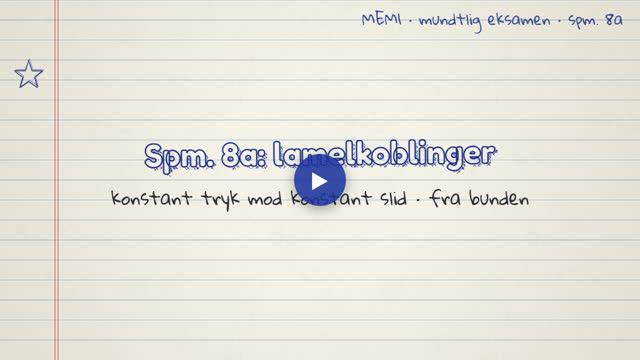 MEMI · mundtlig eksamen · spm. 8a
Spm. 8a: lamelkoblinger
konstant tryk mod konstant slid · fra bunden